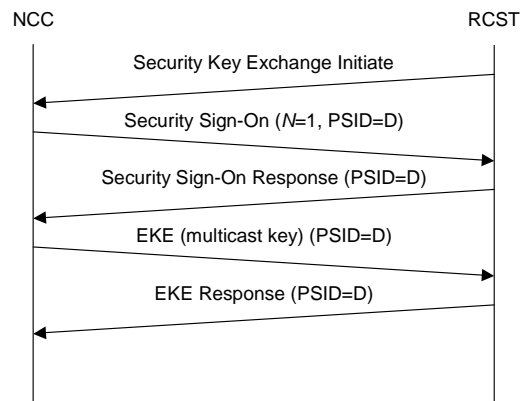 NCC
RCST
Security Key Exchange Initiate
Security Sign-On (N=1, PSID=D)
Security Sign-On Response (PSID=D)
EKE (multicast key) (PSID=D)
EKE Response (PSID=D)